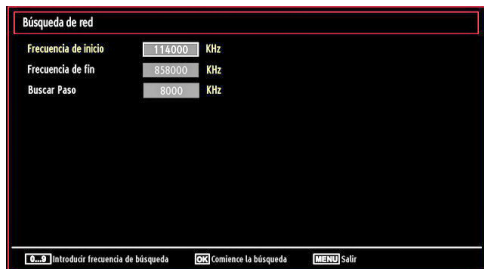 Búsqueda de red
Frecuencia de inicio 114000 KHz
Frecuencia de fin 858000 KHz
Buscar Paso 8000 KHz
0...9 Introducir frecuencia de búsqueda OK Comience la búsqueda MENU Salir